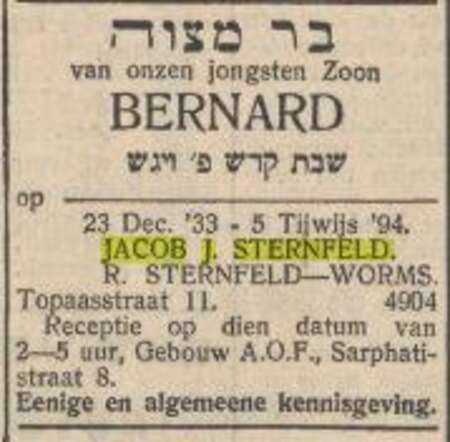 בר מצוה
van onzen jongsten Zoon
BERNARD
שבת קדש פ׳ ויגש
op
23 Dec. '33 - 5 Tijwijs '94.
JACOB J. STERNFELD.
R. STERNFELD—WORMS.
Topaasstraat 11. 4904
Receptie op dien datum van
2—5 uur, Gebouw A.O.F., Sarphati-
straat 8.
Eenige en algemeene kennisgeving.